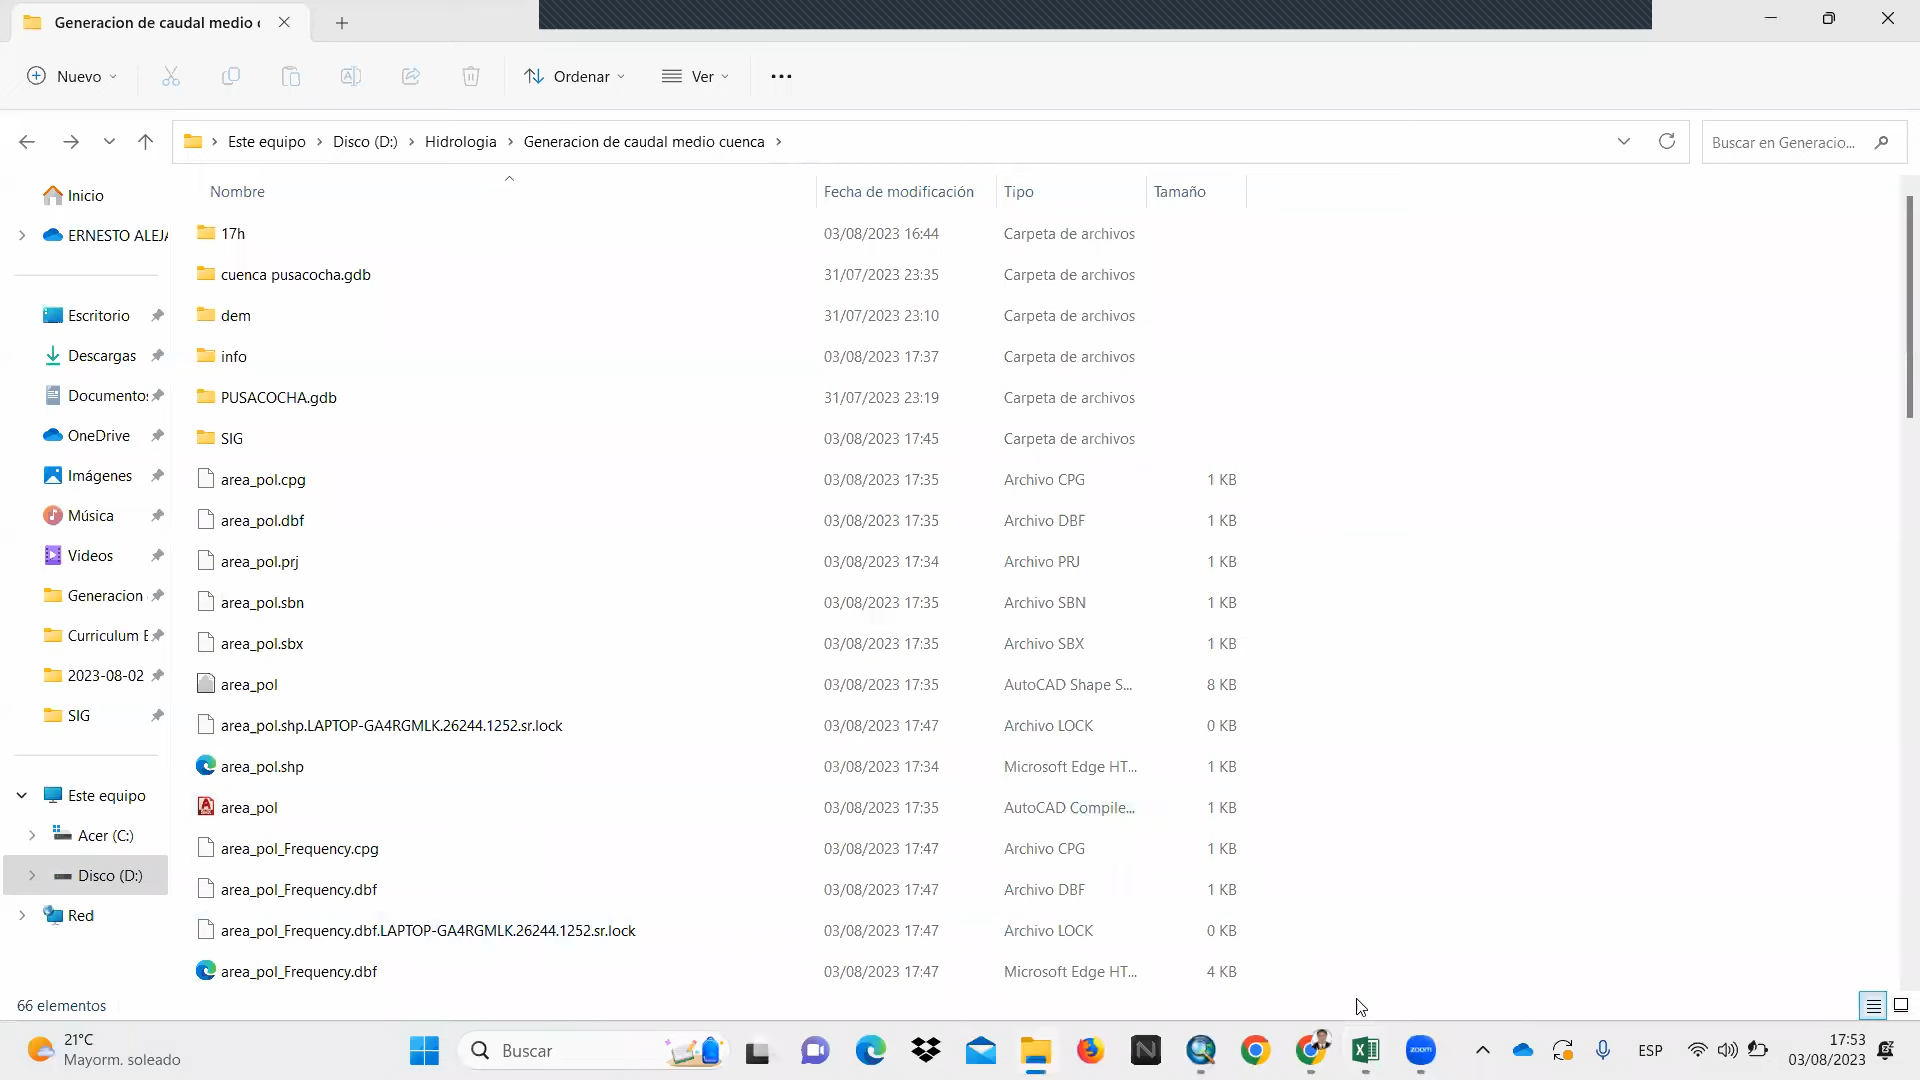 Generacion de caudal medio c
Nuevo
Ordenar
Ver
Este equipo > Disco (D:) > Hidrologia > Generacion de caudal medio cuenca >
Buscar en Generacio...
Nombre Fecha de modificación Tipo Tamaño
Inicio
ERNESTO ALEJA
Escritorio
Descargas
Documentos
OneDrive
Imágenes
Música
Videos
Generacion
Curriculum E
2023-08-02
SIG
Este equipo
Acer (C:)
Disco (D:)
Red
17h 03/08/2023 16:44 Carpeta de archivos
cuenca pusacocha.gdb 31/07/2023 23:35 Carpeta de archivos
dem 31/07/2023 23:10 Carpeta de archivos
info 03/08/2023 17:37 Carpeta de archivos
PUSACOCHA.gdb 31/07/2023 23:19 Carpeta de archivos
SIG 03/08/2023 17:45 Carpeta de archivos
area_pol.cpg 03/08/2023 17:35 Archivo CPG 1 KB
area_pol.dbf 03/08/2023 17:35 Archivo DBF 1 KB
area_pol.prj 03/08/2023 17:34 Archivo PRJ 1 KB
area_pol.sbn 03/08/2023 17:35 Archivo SBN 1 KB
area_pol.sbx 03/08/2023 17:35 Archivo SBX 1 KB
area_pol 03/08/2023 17:35 AutoCAD Shape S... 8 KB
area_pol.shp.LAPTOP-GA4RGMLK.26244.1252.sr.lock 03/08/2023 17:47 Archivo LOCK 0 KB
area_pol.shp 03/08/2023 17:34 Microsoft Edge HT... 1 KB
area_pol 03/08/2023 17:35 AutoCAD Compile... 1 KB
area_pol_Frequency.cpg 03/08/2023 17:47 Archivo CPG 1 KB
area_pol_Frequency.dbf 03/08/2023 17:47 Archivo DBF 1 KB
area_pol_Frequency.dbf.LAPTOP-GA4RGMLK.26244.1252.sr.lock 03/08/2023 17:47 Archivo LOCK 0 KB
area_pol_Frequency.dbf 03/08/2023 17:47 Microsoft Edge HT... 4 KB
66 elementos
21°C
Mayorm. soleado
Buscar
zoom
ESP
17:53
03/08/2023